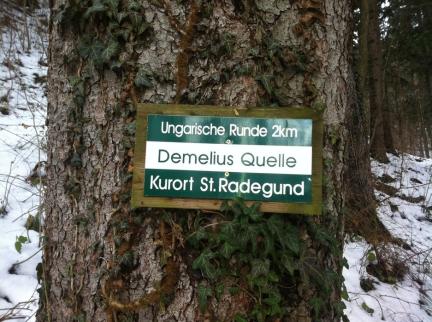 Ungarische Runde 2km
Demelius Quelle
Kurort St. Radegund